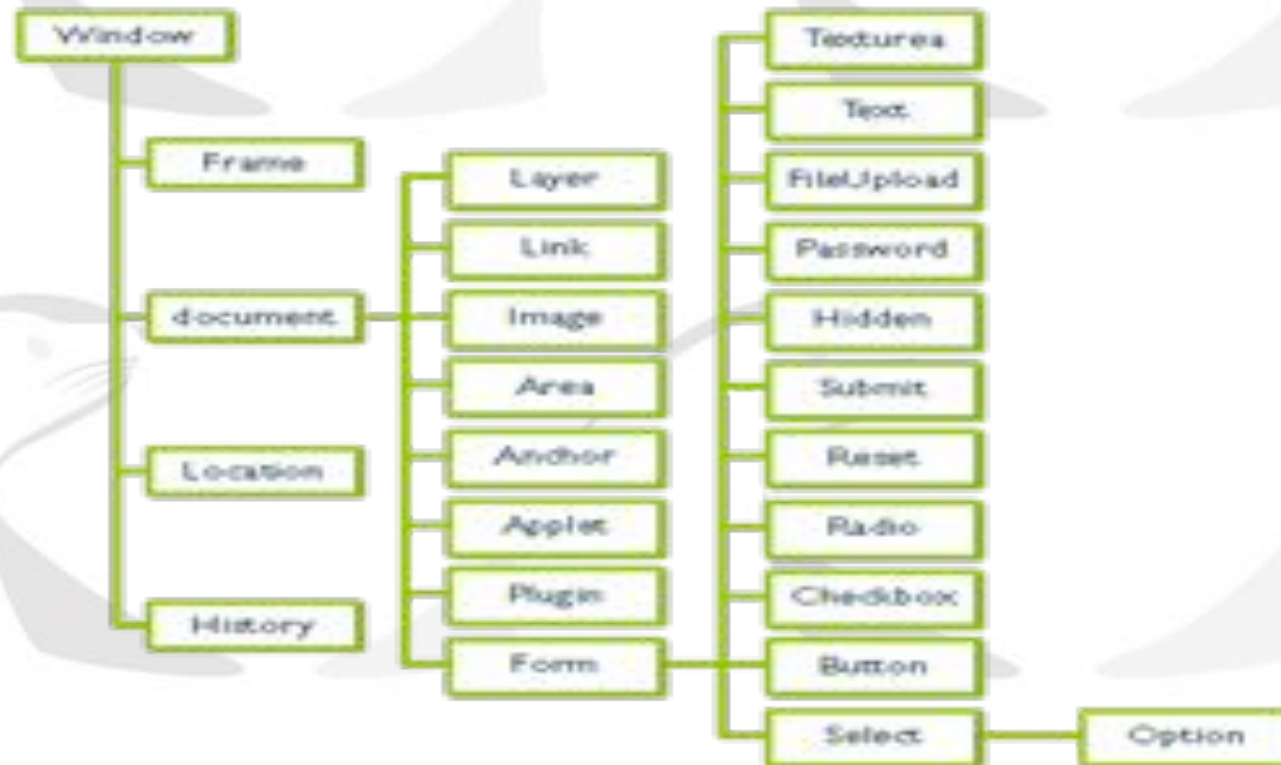 Window
Frame
document
Location
History
Layer
Link
Image
Area
Anchor
Applet
Plugin
Form
Texturea
Text
FileUpload
Password
Hidden
Submit
Reset
Radio
Checkbox
Button
Select
Option